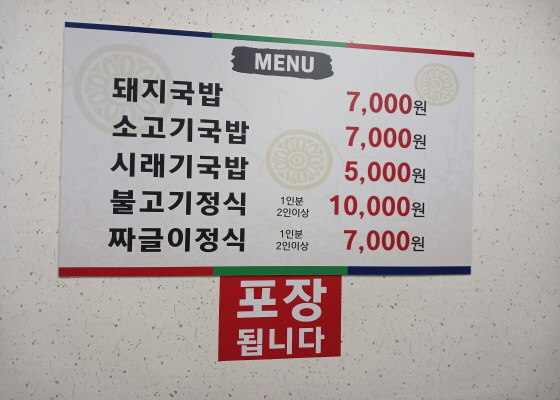 MENU
돼지국밥 7,000원
소고기국밥 7,000원
시래기국밥 5,000원
불고기정식 1인분 2인이상 10,000원
짜글이정식 1인분 2인이상 7,000원
포장
됩니다